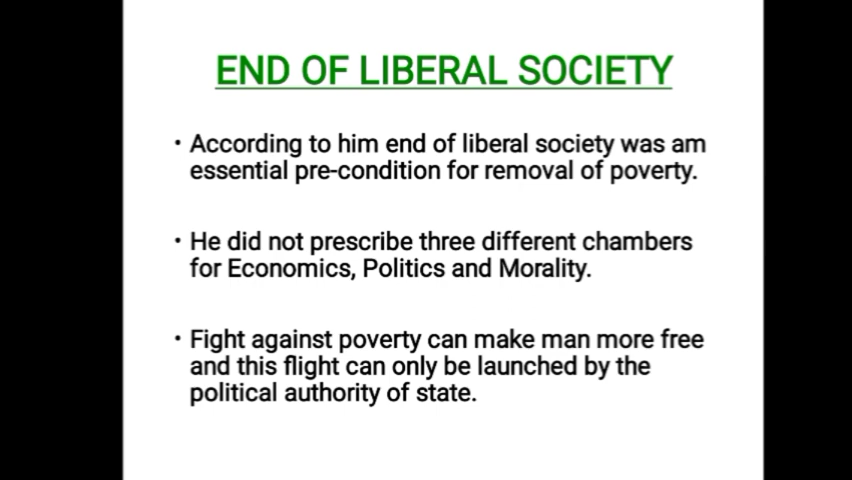 END OF LIBERAL SOCIETY
• According to him end of liberal society was am
essential pre-condition for removal of poverty.
• He did not prescribe three different chambers
for Economics, Politics and Morality.
• Fight against poverty can make man more free
and this flight can only be launched by the
political authority of state.